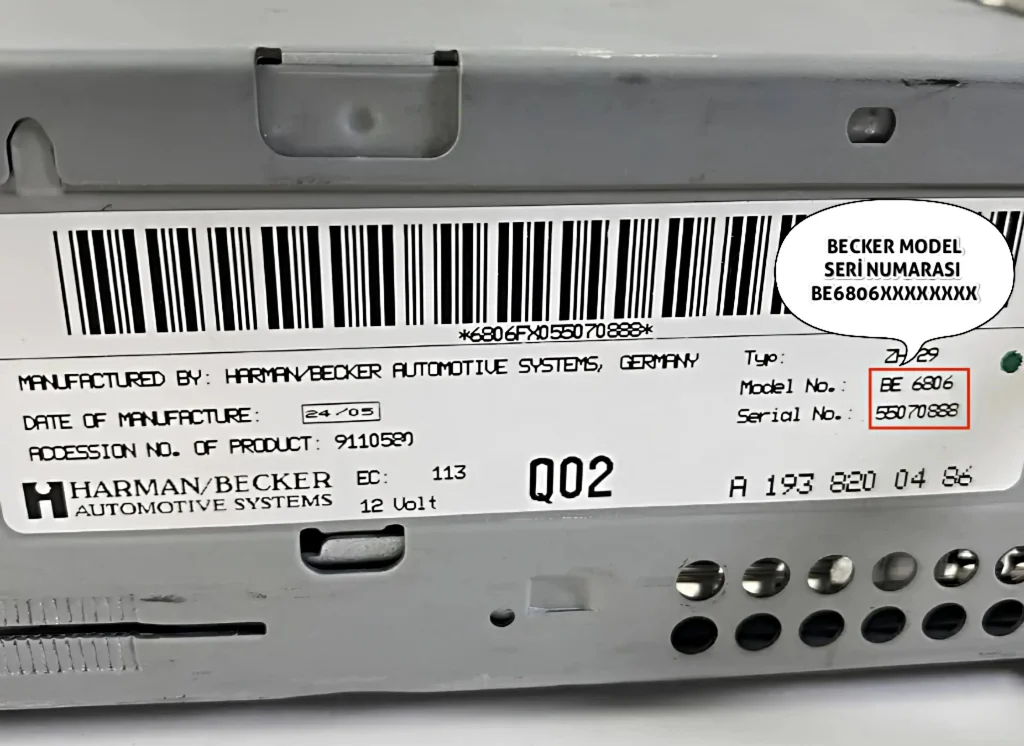 BECKER MODEL
SERİ NUMARASI
BE6806XXXXXXXX
*6806FX055070888*
MANUFACTURED BY: HARMAN/BECKER AUTOMOTIVE SYSTEMS, GERMANY
Typ: ZH/29
Model No.: BE 6806
Serial No.: 55070888
DATE OF MANUFACTURE: 24/05
ACCESSION NO. OF PRODUCT:
HARMAN/BECKER
AUTOMOTIVE SYSTEMS
EC: 113
12 Volt
Q02
A 193 820 04 86